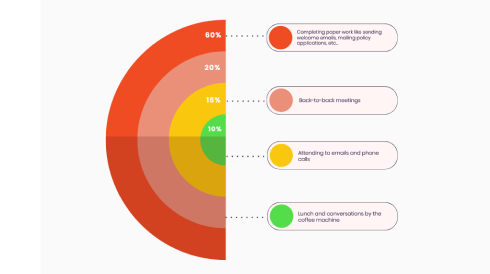 60%
Completing paper work like sending
welcome emails, mailing policy
applications, etc.,
20%
15%
Back-to-back meetings
10%
Attending to emails and phone
calls
Lunch and conversations by the
coffee machine